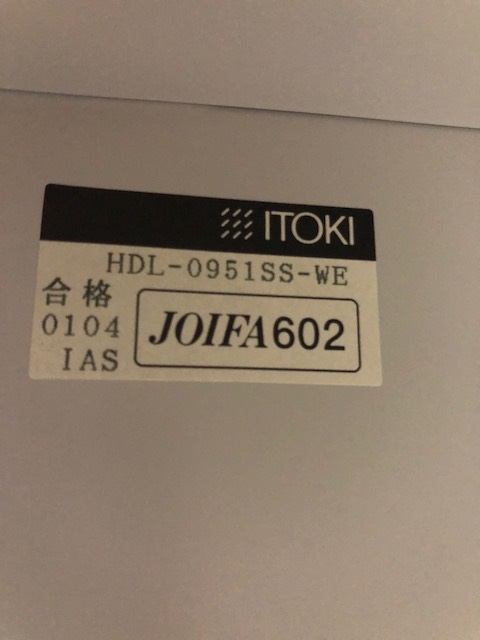 ITOKI
HDL-0951SS-WE
合格
0104
IAS
JOIFA602